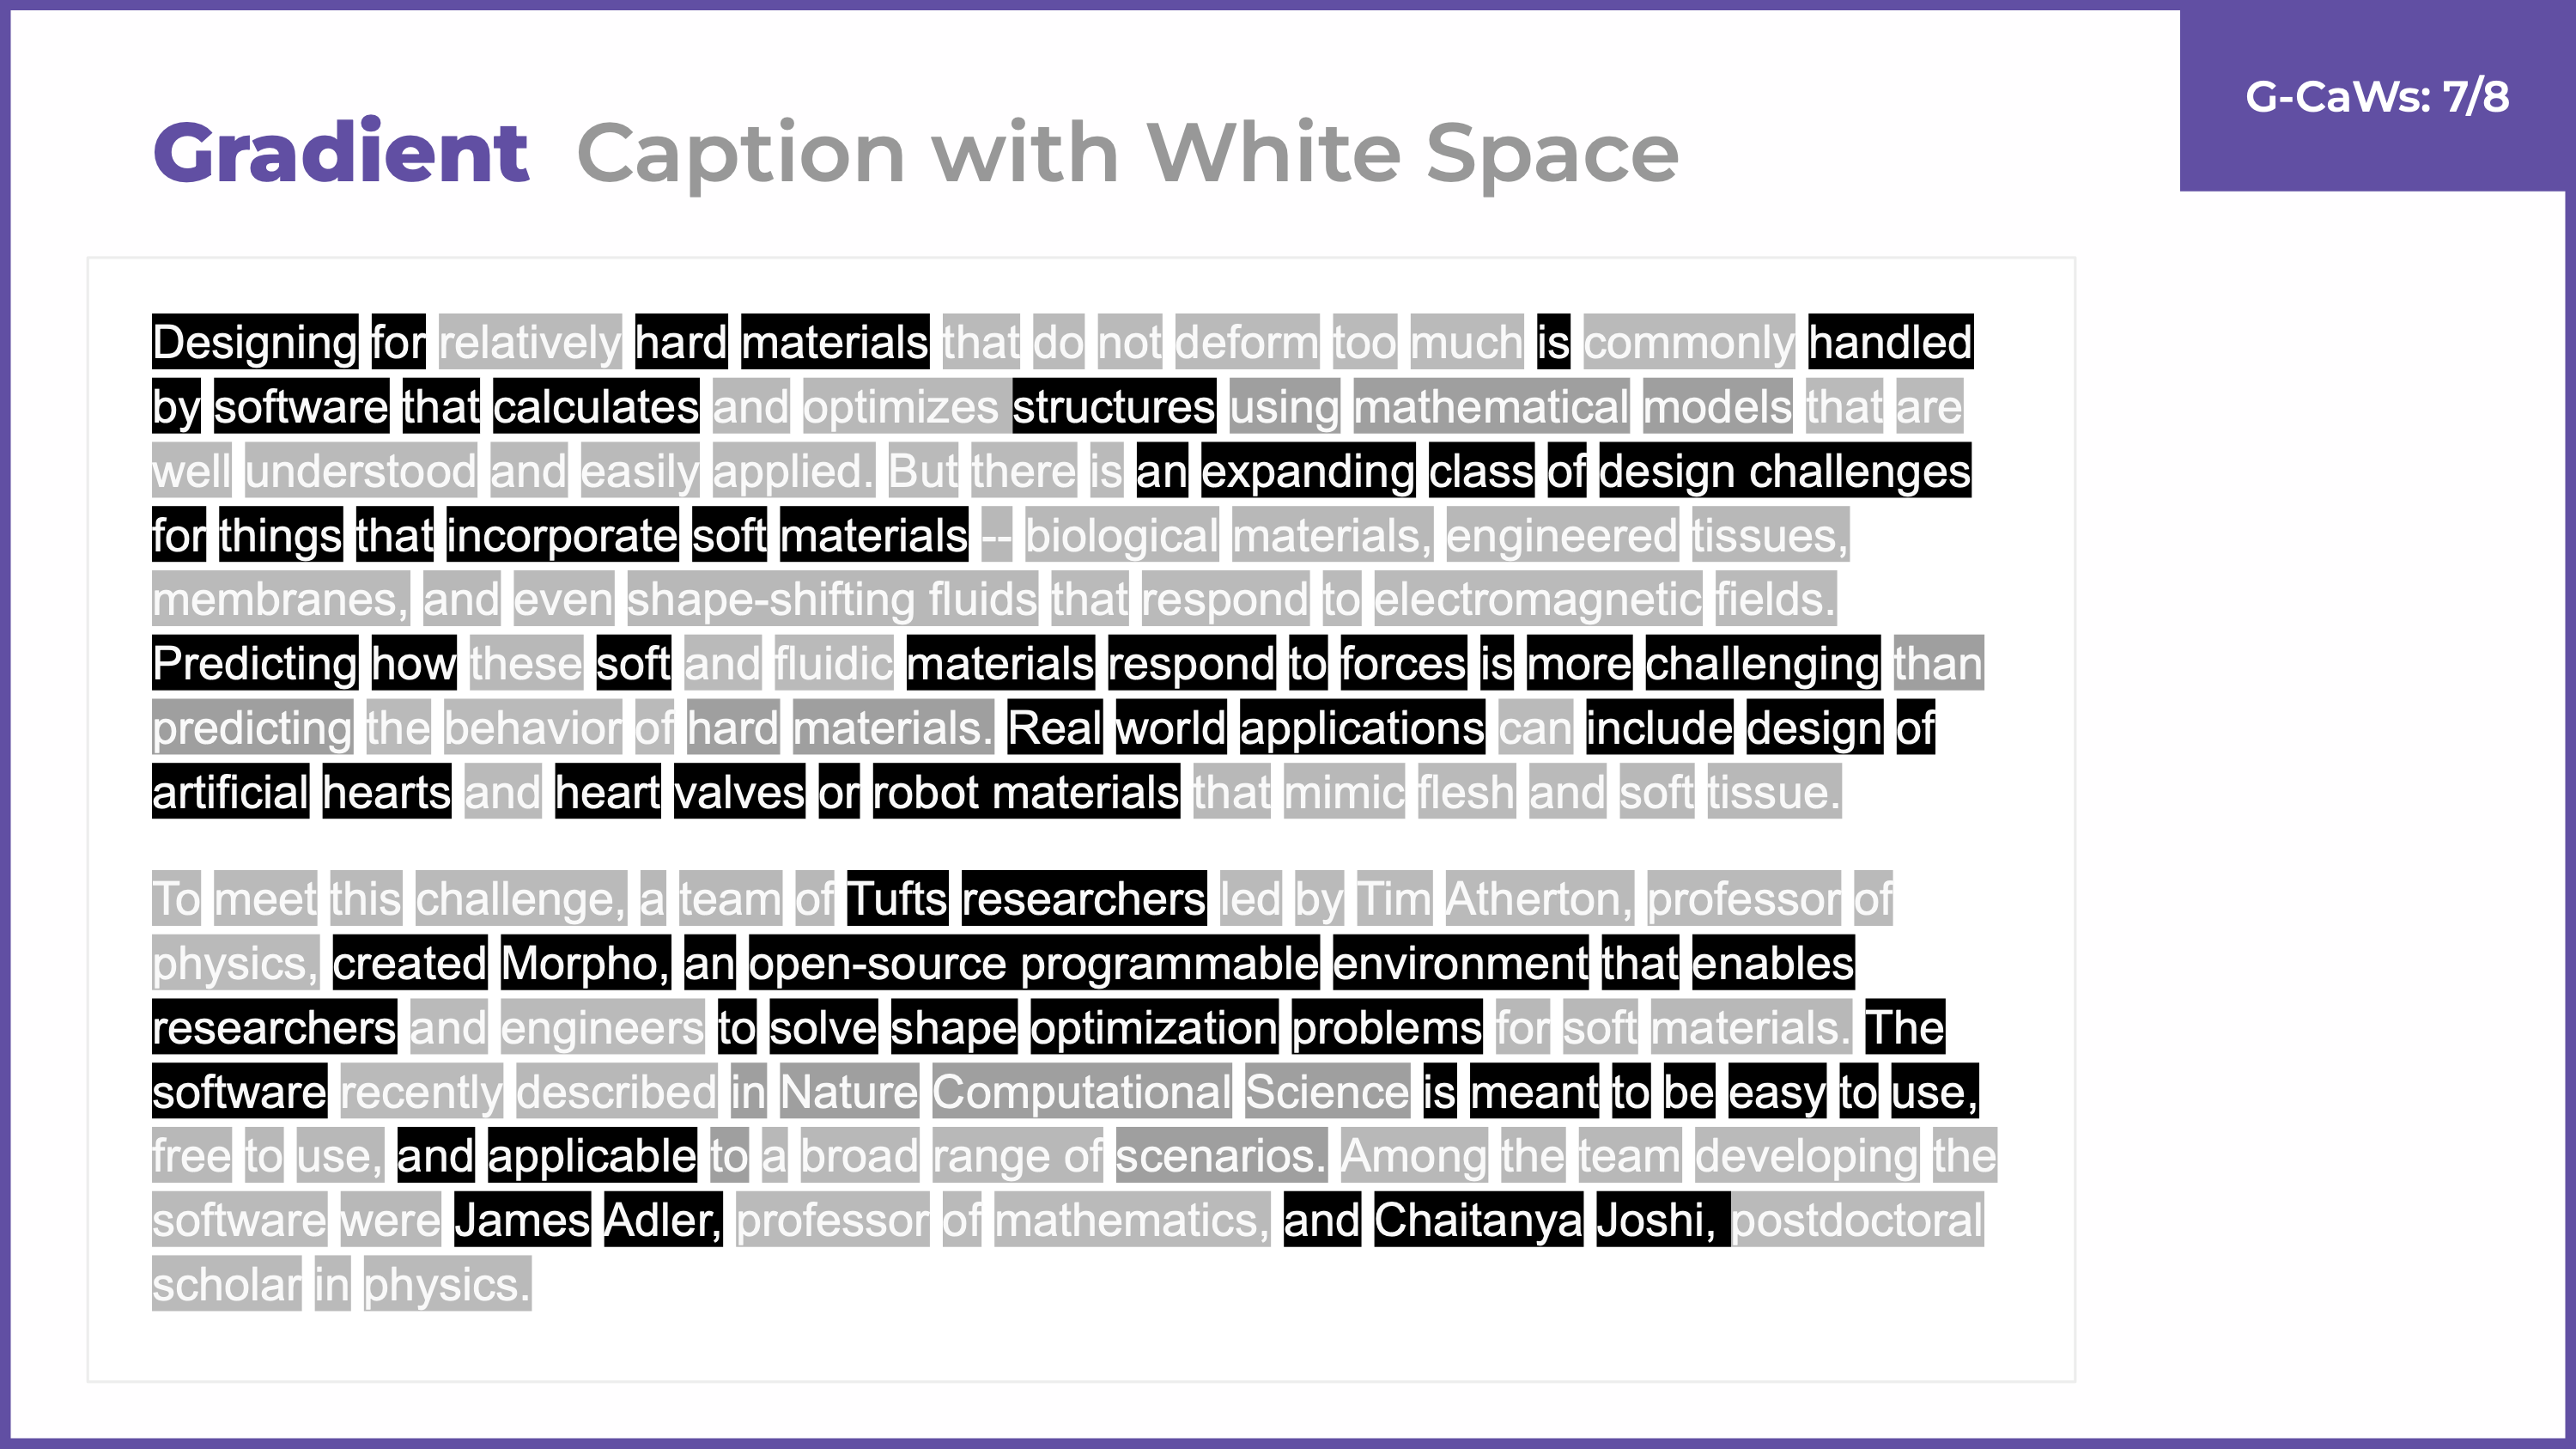 G-CaWs: 7/8
Gradient Caption with White Space
Designing for relatively hard materials that do not deform too much is commonly handled
by software that calculates and optimizes structures using mathematical models that are
well understood and easily applied. But there is an expanding class of design challenges
for things that incorporate soft materials -- biological materials, engineered tissues,
membranes, and even shape-shifting fluids that respond to electromagnetic fields.
Predicting how these soft and fluidic materials respond to forces is more challenging than
predicting the behavior of hard materials. Real world applications can include design of
artificial hearts and heart valves or robot materials that mimic flesh and soft tissue.
To meet this challenge, a team of Tufts researchers led by Tim Atherton, professor of
physics, created Morpho, an open-source programmable environment that enables
researchers and engineers to solve shape optimization problems for soft materials. The
software recently described in Nature Computational Science is meant to be easy to use,
free to use, and applicable to a broad range of scenarios. Among the team developing the
software were James Adler, professor of mathematics, and Chaitanya Joshi, postdoctoral
scholar in physics.